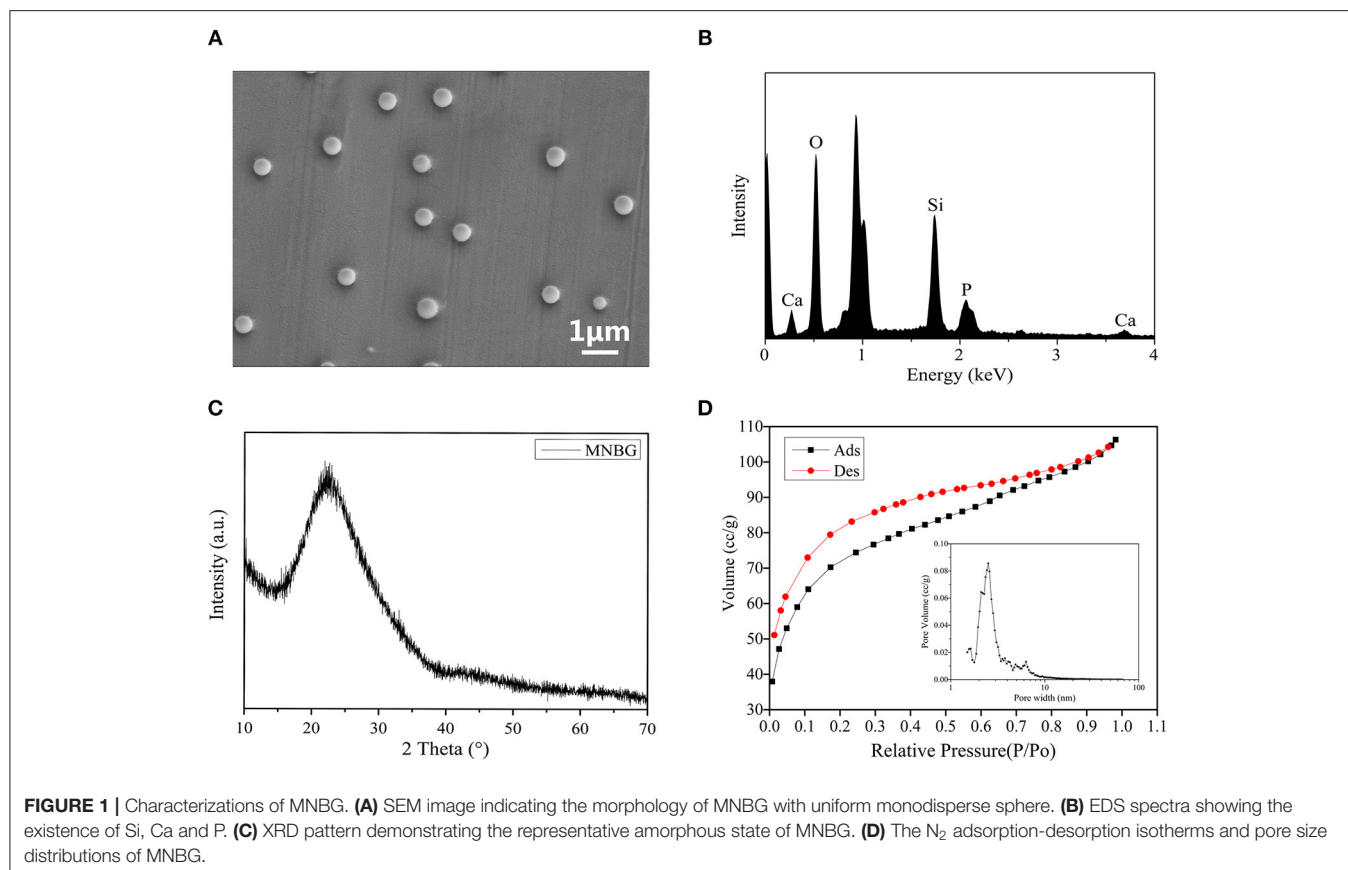 A
1μm
B
Intensity
Ca
O
Si
P
Ca
0
1
2
3
4
Energy (keV)
C
Intensity (a.u.)
MNBG
10
20
30
40
50
60
70
2 Theta (°)
D
Volume (cc/g)
110
100
90
80
70
60
50
40
30
Ads
Des
Pore Volume (cc/g)
0.10
0.08
0.06
0.04
0.02
0.00
1
10
100
Pore width (nm)
0.0 0.1 0.2 0.3 0.4 0.5 0.6 0.7 0.8 0.9 1.0 1.1
Relative Pressure(P/Po)
FIGURE 1 | Characterizations of MNBG. (A) SEM image indicating the morphology of MNBG with uniform monodisperse sphere. (B) EDS spectra showing the
existence of Si, Ca and P. (C) XRD pattern demonstrating the representative amorphous state of MNBG. (D) The N₂ adsorption-desorption isotherms and pore size
distributions of MNBG.